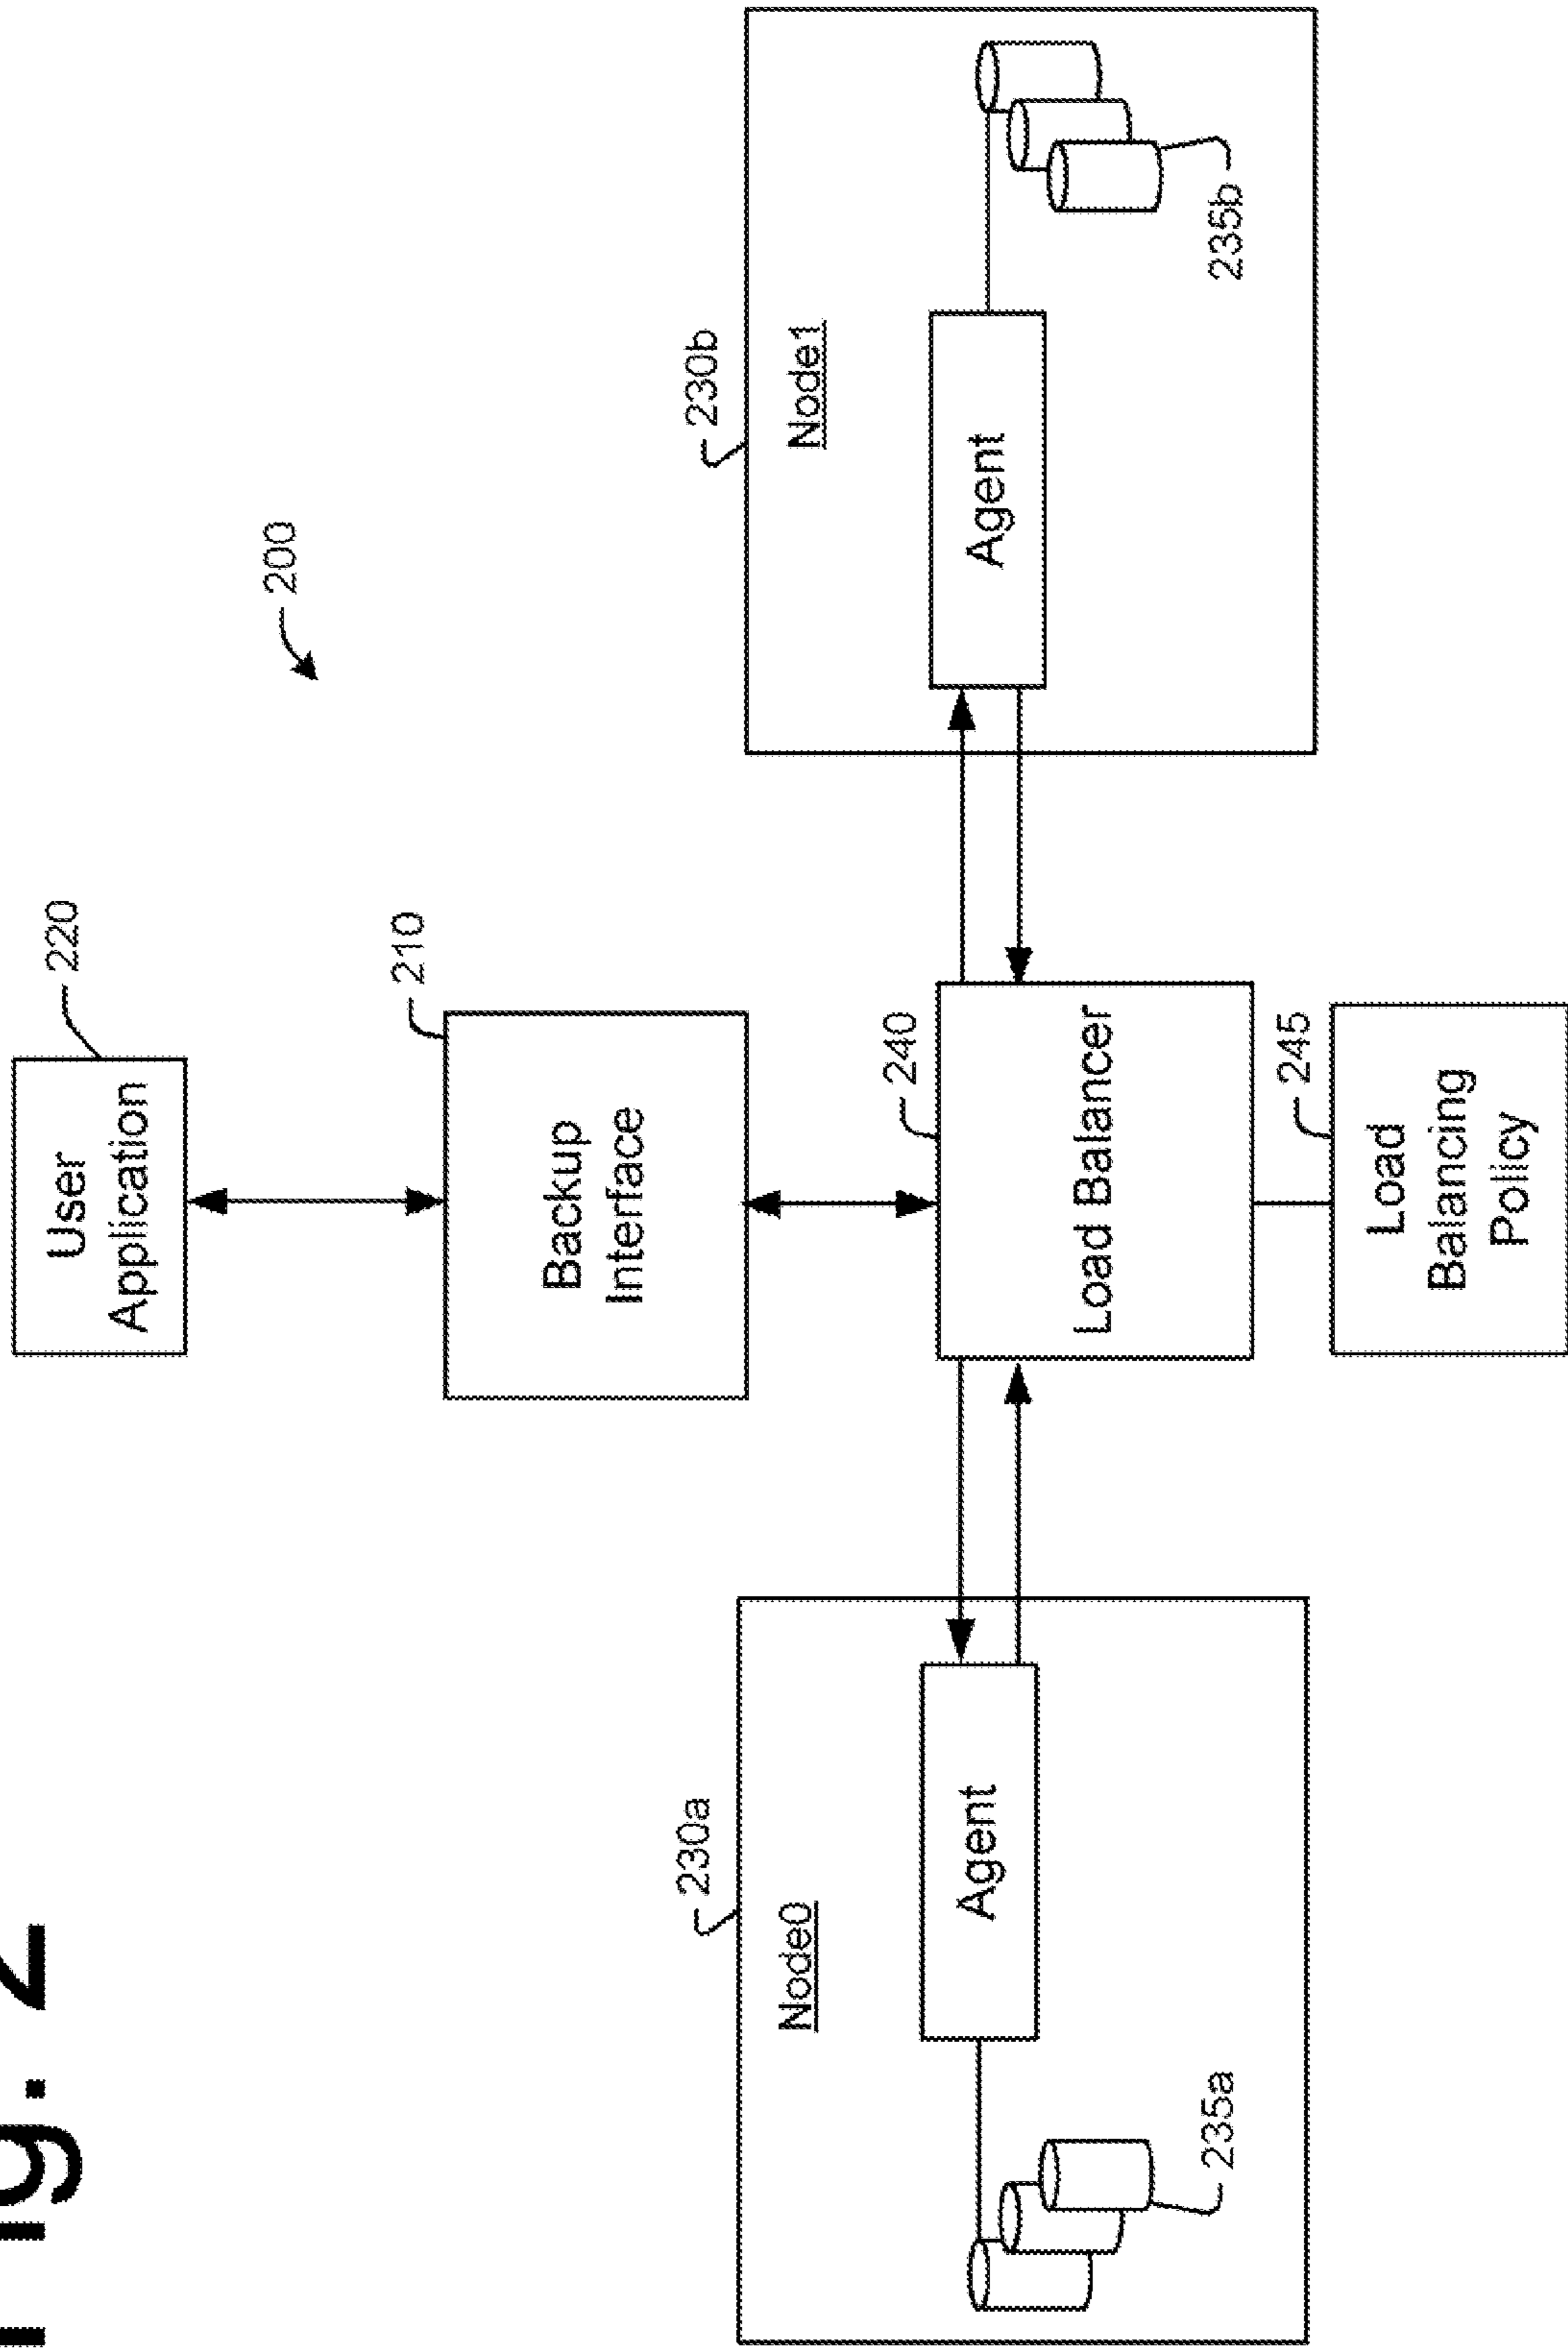 Fig. 2
200
User
Application
220
Backup
Interface
210
230a
Node0
Agent
235a
240
Load Balancer
245
Load
Balancing
Policy
230b
Node1
Agent
235b